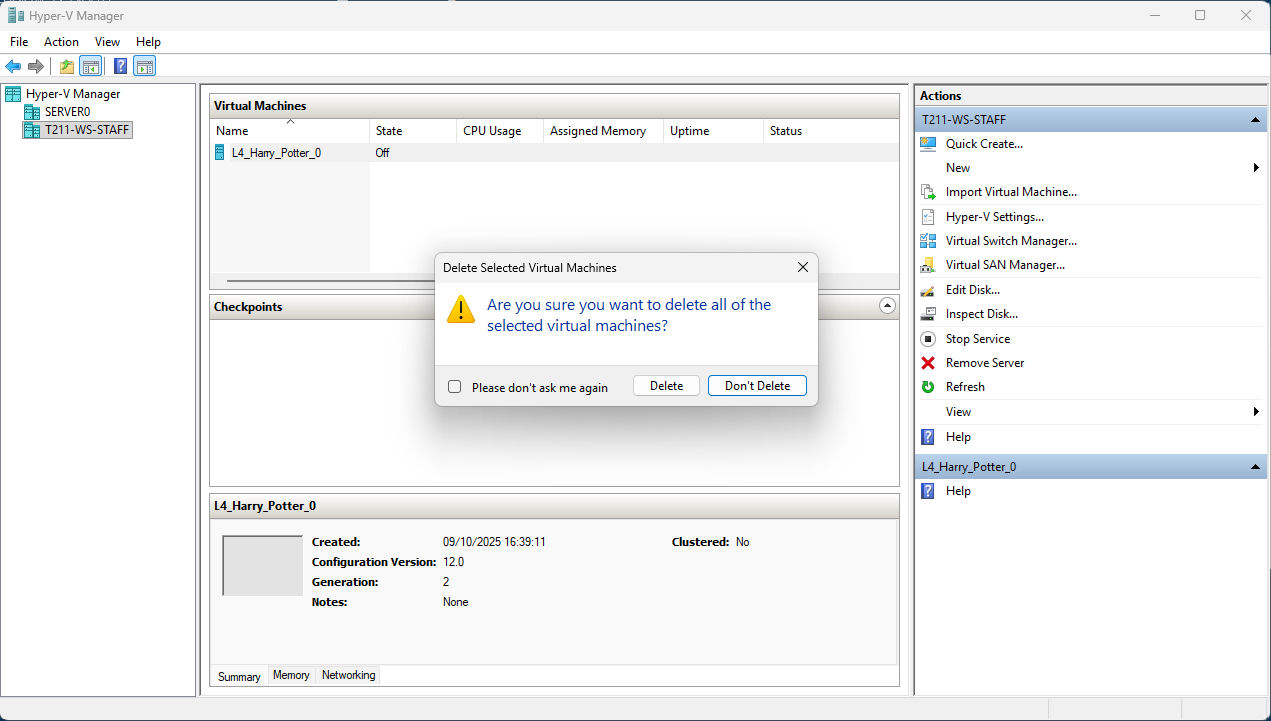 Hyper-V Manager
File Action View Help
Hyper-V Manager
SERVER0
T211-WS-STAFF
Virtual Machines
Name State CPU Usage Assigned Memory Uptime Status
L4_Harry_Potter_0 Off
Delete Selected Virtual Machines
Are you sure you want to delete all of the
selected virtual machines?
Please don't ask me again Delete Don't Delete
Checkpoints
L4_Harry_Potter_0
Created: 09/10/2025 16:39:11 Clustered: No
Configuration Version: 12.0
Generation: 2
Notes: None
Summary Memory Networking
Actions
T211-WS-STAFF
Quick Create...
New
Import Virtual Machine...
Hyper-V Settings...
Virtual Switch Manager...
Virtual SAN Manager...
Edit Disk...
Inspect Disk...
Stop Service
Remove Server
Refresh
View
Help
L4_Harry_Potter_0
Help